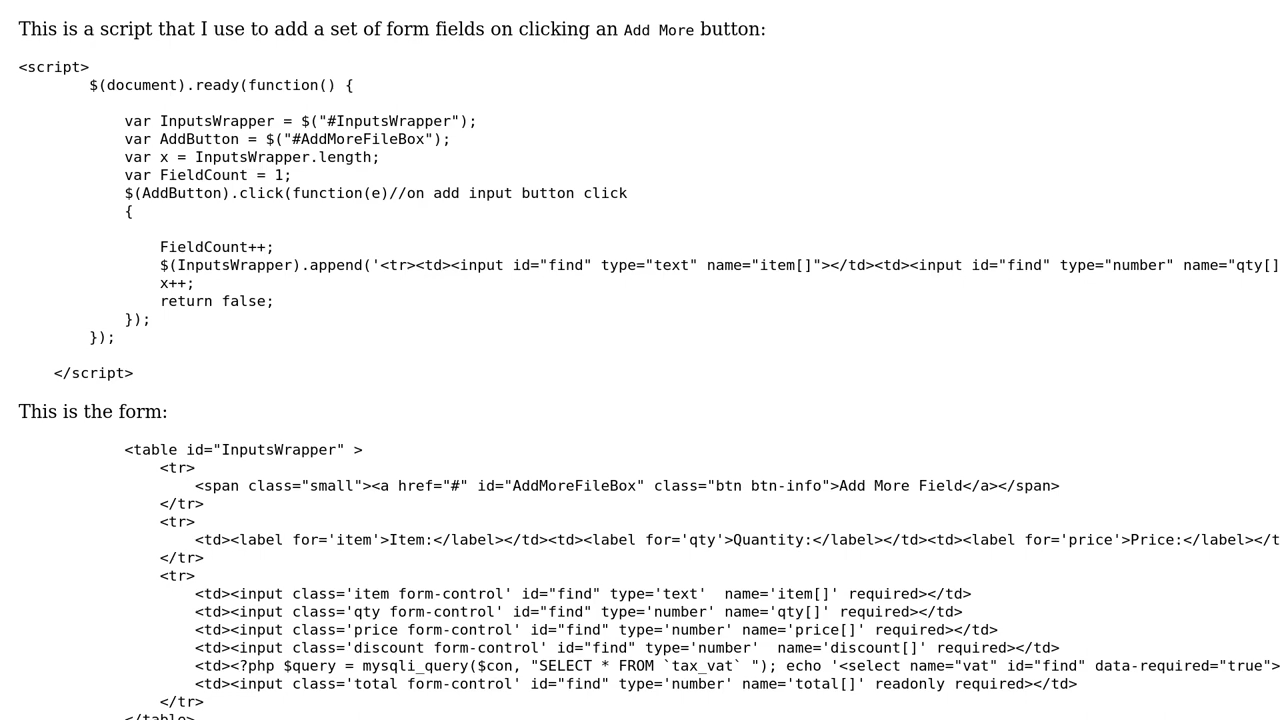 This is a script that I use to add a set of form fields on clicking an Add More button:
<script>
$(document).ready(function() {
var InputsWrapper = $("#InputsWrapper");
var AddButton = $("#AddMoreFileBox");
var x = InputsWrapper.length;
var FieldCount = 1;
$(AddButton).click(function(e)//on add input button click
{
FieldCount++;
$(InputsWrapper).append('<tr><td><input id="find" type="text" name="item[]"></td><td><input id="find" type="number" name="qty[]
x++;
return false;
});
});
</script>
This is the form:
<table id="InputsWrapper" >
<tr>
<span class="small"><a href="#" id="AddMoreFileBox" class="btn btn-info">Add More Field</a></span>
</tr>
<tr>
<td><label for='item'>Item:</label></td><td><label for='qty'>Quantity:</label></td><td><label for='price'>Price:</label></t
</tr>
<tr>
<td><input class='item form-control' id="find" type='text'  name='item[]' required></td>
<td><input class='qty form-control' id="find" type='number' name='qty[]' required></td>
<td><input class='price form-control' id="find" type='number' name='price[]' required></td>
<td><input class='discount form-control' id="find" type='number'  name='discount[]' required></td>
<td><?php $query = mysqli_query($con, "SELECT * FROM `tax_vat` "); echo '<select name="vat" id="find" data-required="true">
<td><input class='total form-control' id="find" type='number' name='total[]' readonly required></td>
</tr>
</table>